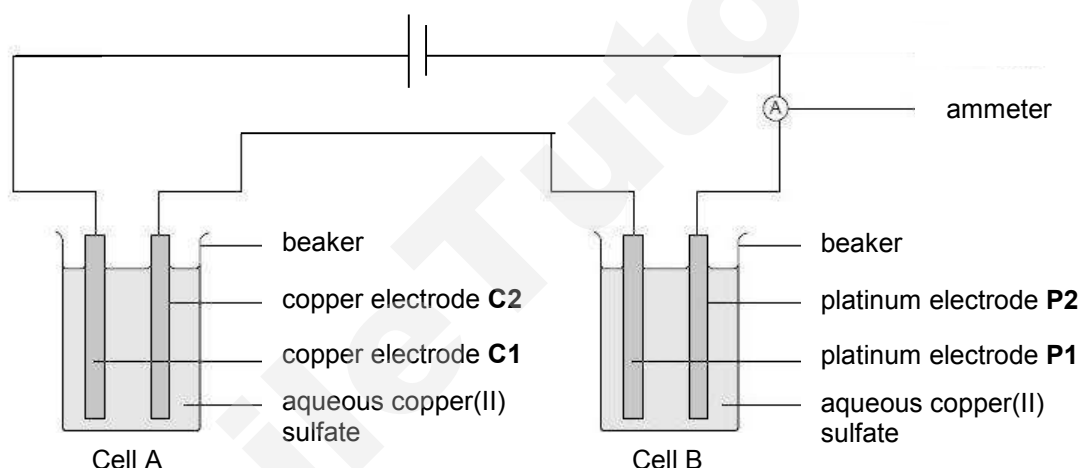 A
ammeter
beaker
copper electrode C2
copper electrode C1
aqueous copper(II)
sulfate
Cell A
beaker
platinum electrode P2
platinum electrode P1
aqueous copper(II)
sulfate
Cell B